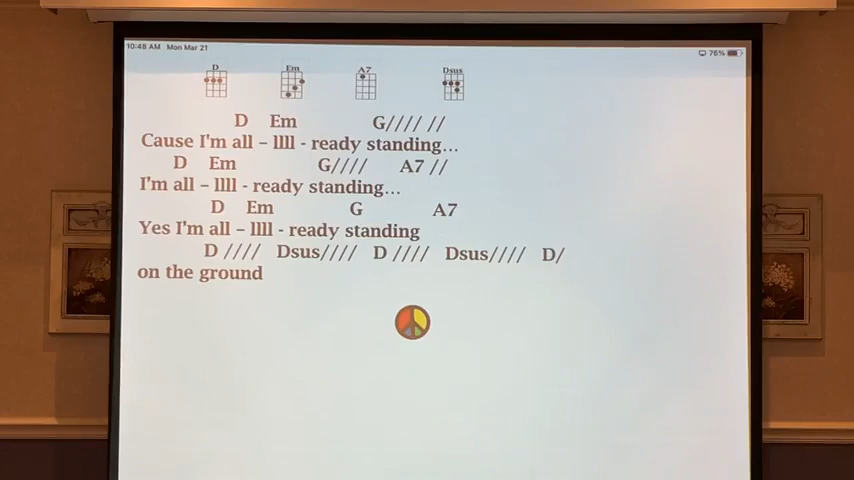 10:48 AM Mon Mar 21
76%
D Em A7 Dsus
D Em G//// //
Cause I'm all – llll - ready standing...
D Em G//// A7 //
I'm all – llll - ready standing...
D Em G A7
Yes I'm all – llll - ready standing
D //// Dsus//// D //// Dsus//// D/
on the ground